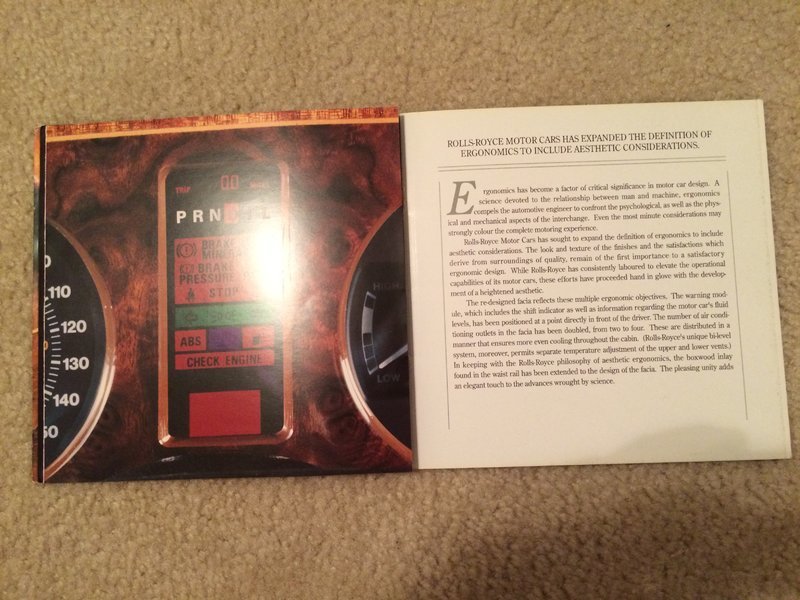 0
110
120
130
140
50
TRIP 00
PRN
BRAKE
BRAKE
PRESSURE
STOP
ABS
CHECK ENGINE
HIGH
LOW
ROLLS-ROYCE MOTOR CARS HAS EXPANDED THE DEFINITION OF
ERGONOMICS TO INCLUDE AESTHETIC CONSIDERATIONS.
Ergonomics has become a factor of critical significance in motor car design. A
science devoted to the relationship between man and machine, ergonomics
compels the automotive engineer to confront the psychological, as well as the phys-
ical and mechanical aspects of the interchange. Even the most minute considerations may
strongly colour the complete motoring experience.
Rolls-Royce Motor Cars has sought to expand the definition of ergonomics to include
aesthetic considerations. The look and texture of the finishes and the satisfactions which
derive from surroundings of quality, remain of the first importance to a satisfactory
ergonomic design. While Rolls-Royce has consistently laboured to elevate the operational
capabilities of its motor cars, these efforts have proceeded hand in glove with the develop-
ment of a heightened aesthetic.
The re-designed facia reflects these multiple ergonomic objectives. The warning mod-
ule, which includes the shift indicator as well as information regarding the motor car's fluid
levels, has been positioned at a point directly in front of the driver. The number of air condi-
tioning outlets in the facia has been doubled, from two to four. These are distributed in a
manner that ensures more even cooling throughout the cabin. (Rolls-Royce's unique bi-level
system, moreover, permits separate temperature adjustment of the upper and lower vents.)
In keeping with the Rolls-Royce philosophy of aesthetic ergonomics, the boxwood inlay
found in the waist rail has been extended to the design of the facia. The pleasing unity adds
an elegant touch to the advances wrought by science.